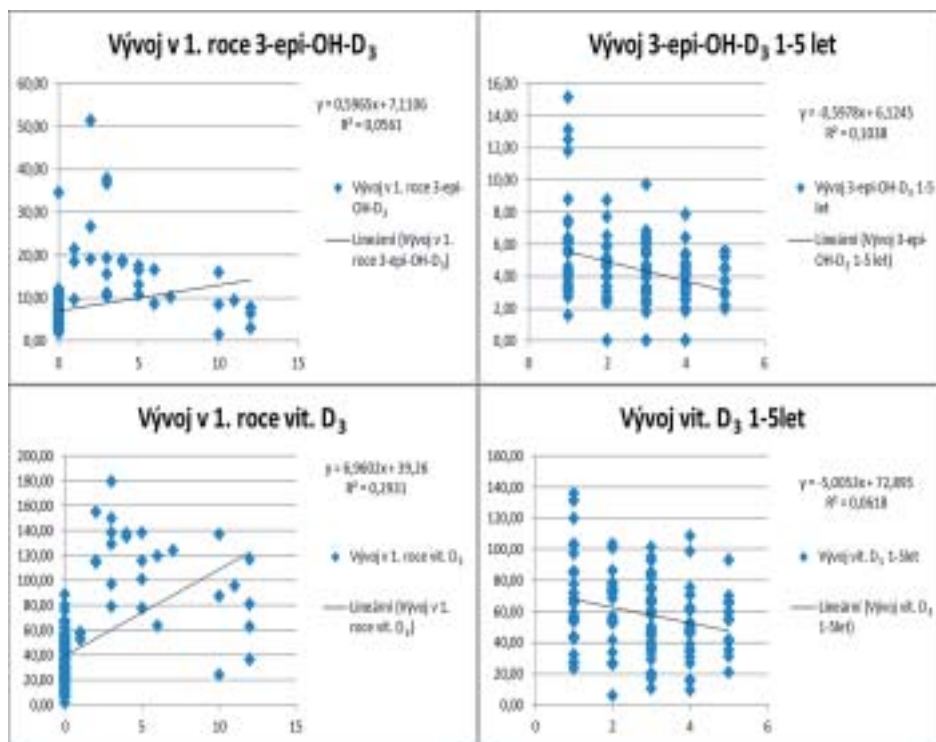 Vývoj v 1. roce 3-epi-OH-D₃
60,00
50,00
40,00
30,00
20,00
10,00
0,00
0 5 10 15
y = 0,5965x + 7,1106
R² = 0,0561
Vývoj v 1. roce 3-epi-
OH-D₃
Lineární (Vývoj v 1.
roce 3-epi-OH-D₃)
Vývoj 3-epi-OH-D₃ 1-5 let
16,00
14,00
12,00
10,00
8,00
6,00
4,00
2,00
0,00
0 2 4 6
y = -0,5978x + 6,1245
R² = 0,1038
Vývoj 3-epi-OH-D₃ 1-5
let
Lineární (Vývoj 3-epi-
OH-D₃ 1-5 let)
Vývoj v 1. roce vit. D₃
200,00
180,00
160,00
140,00
120,00
100,00
80,00
60,00
40,00
20,00
0,00
0 5 10 15
y = 6,9602x + 39,26
R² = 0,2931
Vývoj v 1. roce vit. D₃
Lineární (Vývoj v 1.
roce vit. D₃)
Vývoj vit. D₃ 1-5let
160,00
140,00
120,00
100,00
80,00
60,00
40,00
20,00
0,00
0 2 4 6
y = -5,0053x + 72,895
R² = 0,0618
Vývoj vit. D₃ 1-5let
Lineární (Vývoj vit. D₃
1-5let)